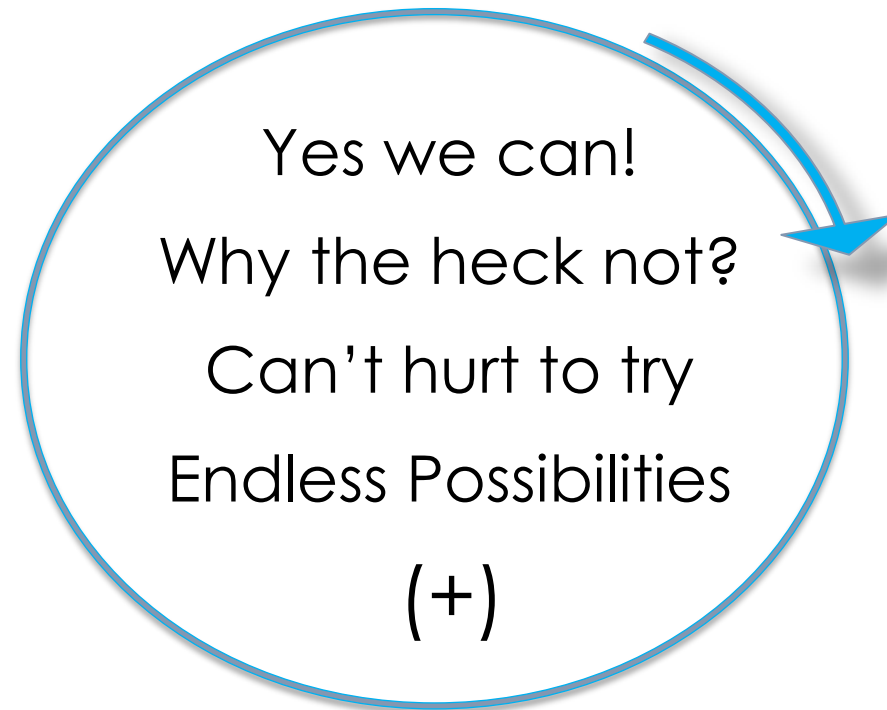 Yes we can!
Why the heck not?
Can’t hurt to try
Endless Possibilities
(+)